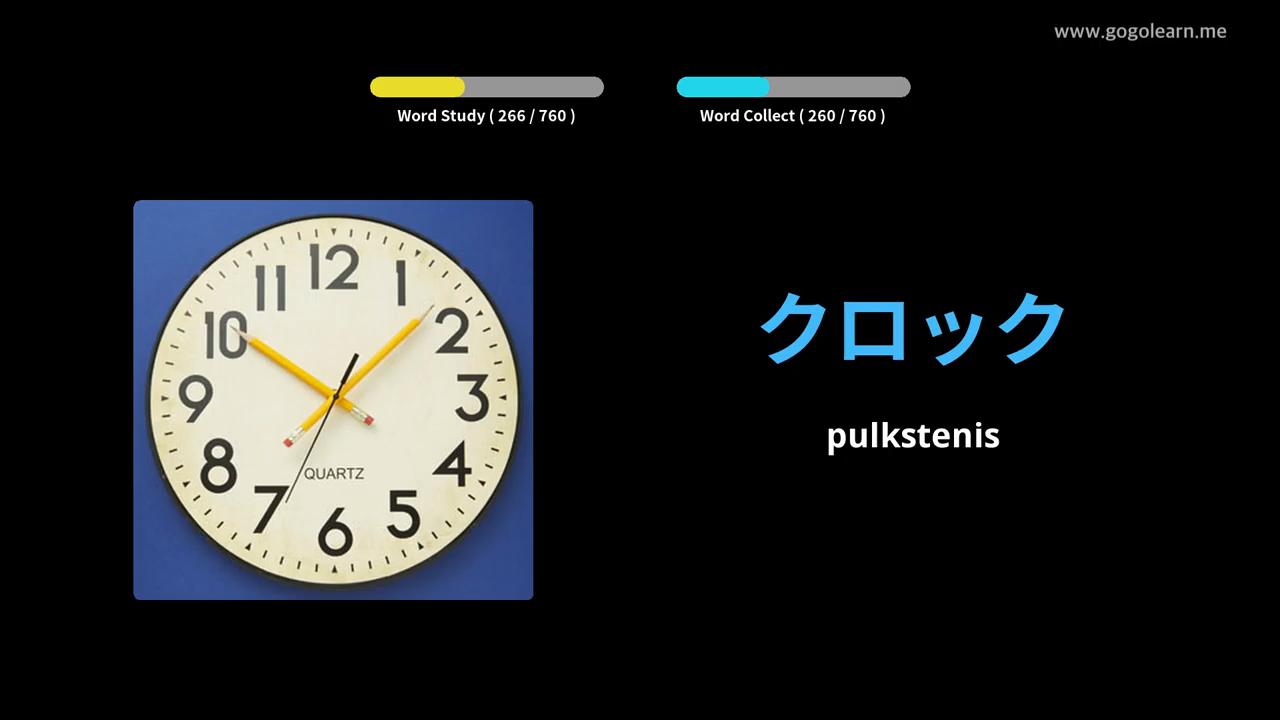 www.gogolearn.me
Word Study ( 266 / 760 )
Word Collect ( 260 / 760 )
12
11
1
10
2
9
3
8
4
QUARTZ
7
5
6
クロック
pulkstenis